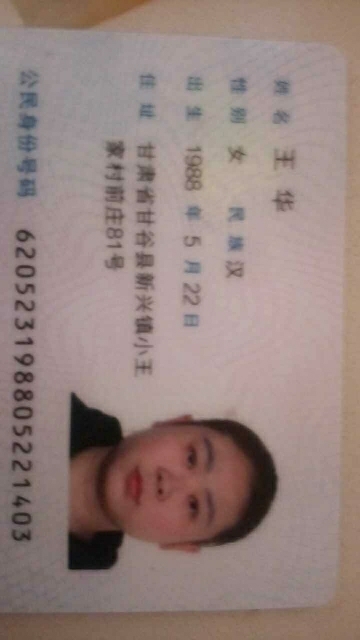 姓名 王华
性别 女 民族 汉
出生 1988 年 5 月 22 日
住址 甘肃省甘谷县新兴镇小王
家村前庄81号
公民身份号码 620523198805221403